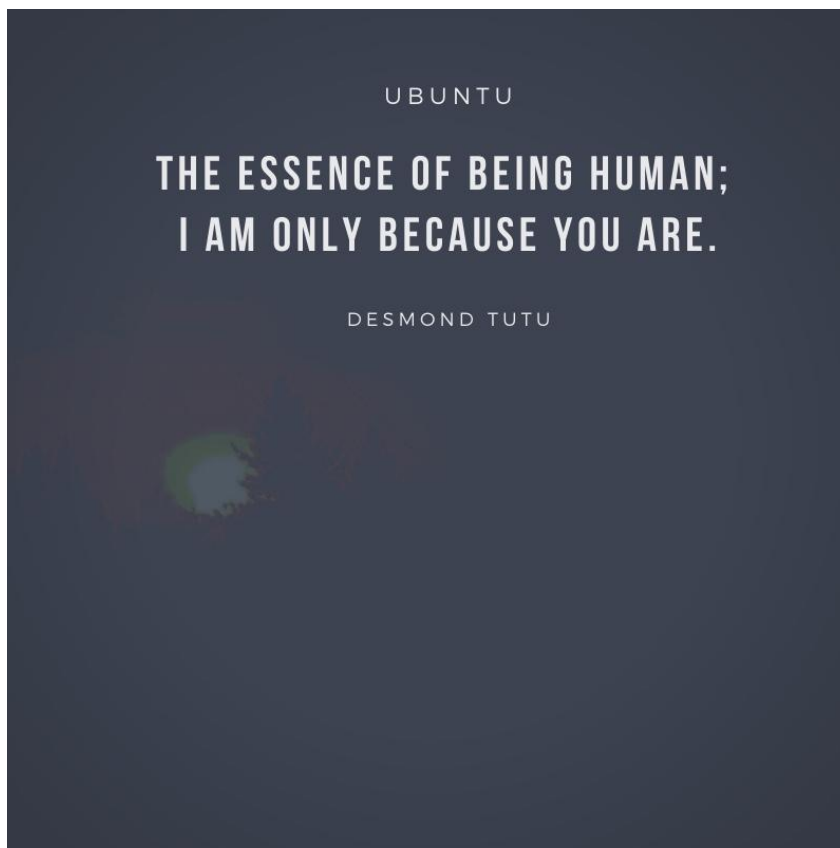 UBUNTU
THE ESSENCE OF BEING HUMAN;
I AM ONLY BECAUSE YOU ARE.
DESMOND TUTU